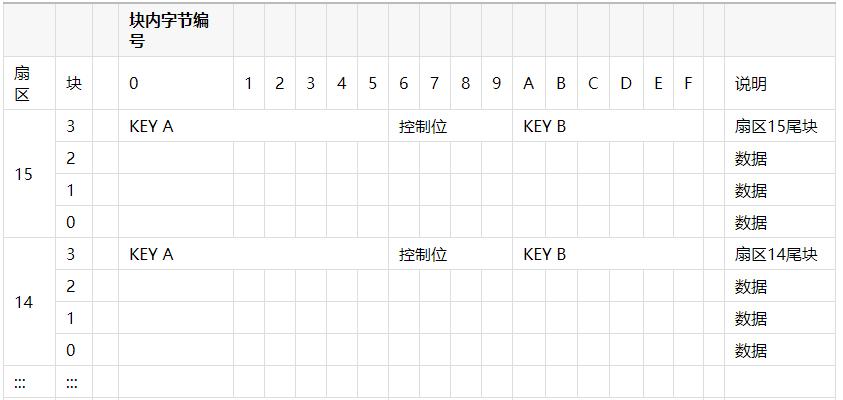 块内字节编
号
扇
区 块 0 1 2 3 4 5 6 7 8 9 A B C D E F 说明
15 3 KEY A 控制位 KEY B 扇区15尾块
2 数据
1 数据
0 数据
14 3 KEY A 控制位 KEY B 扇区14尾块
2 数据
1 数据
0 数据
::: :::